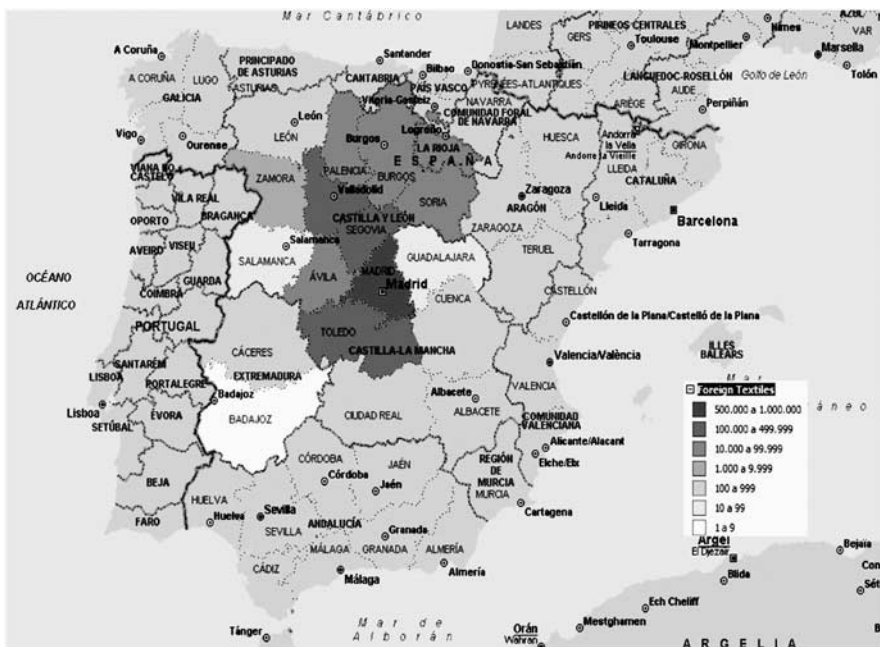 Mar Cantábrico
LANDES
GERS
PIRINEOS CENTRALES
Toulouse
Montpellier
Nimes
AZUL
VAR
Marsella
Tolón
A Coruña
LUGO
A CORUÑA
GALICIA
PRINCIPADO
DE ASTURIAS
ASTURIAS
Santander
CANTABRIA
Bilbao
Donostia-San Sebastián
PYRÉNÉES-ATLANTIQUES
LANGUEDOC-ROSELLÓN
Golfo de León
AUDE
ARIÈGE
Perpiñán
PAÍS VASCO
Vitoria-Gasteiz
NAVARRA
COMUNIDAD FORAL
DE NAVARRA
León
LEÓN
Vigo
Ourense
Burgos
Logroño
LA RIOJA
ESPAÑA
HUESCA
Andorra
la Vella
Andorre la Vieille
GIRONA
LLEIDA
CATALUÑA
VIANA DO
CASTELO
VILA REAL
BRAGANÇA
ZAMORA
PALENCIA
BURGOS
Valladolid
SORIA
Zaragoza
ARAGÓN
Lleida
Barcelona
OPORTO
CASTILLA Y LEÓN
SEGOVIA
ZARAGOZA
Tarragona
AVEIRO
VISEU
Salamanca
SALAMANCA
GUADALAJARA
TERUEL
OCÉANO
ATLÁNTICO
GUARDA
COIMBRA
ÁVILA
MADRID
Madrid
CUENCA
CASTELLÓN
PORTUGAL
TOLEDO
CASTILLA-LA MANCHA
Castellón de la Plana/Castelló de la Plana
ILLES
BALEARS
SANTARÉM
LISBOA
PORTALEGRE
CÁCERES
EXTREMADURA
Valencia/València
VALENCIA
Mar
Lisboa
SETÚBAL
ÉVORA
Badajoz
BADAJOZ
CIUDAD REAL
Albacete
ALBACETE
COMUNIDAD
VALENCIANA
áneo
Foreign Textiles
500.000 a 1.000.000
100.000 a 499.999
10.000 a 99.999
1.000 a 9.999
100 a 999
10 a 99
1 a 9
BEJA
CÓRDOBA
JAÉN
Alicante/Alacant
Elche/Elx
REGIÓN
DE
MURCIA
MURCIA
HUELVA
Córdoba
Jaén
Cartagena
FARO
Huelva
Sevilla
SEVILLA
ANDALUCÍA
Granada
MÁLAGA
GRANADA
ALMERÍA
CÁDIZ
Málaga
Almería
Argel
El Djezair
Bejaïa
Con
Blida
Sét
Ech Cheliff
Mar de
Alborán
Tánger
Orán
Wahran
Mestghamen
ARGELIA
B